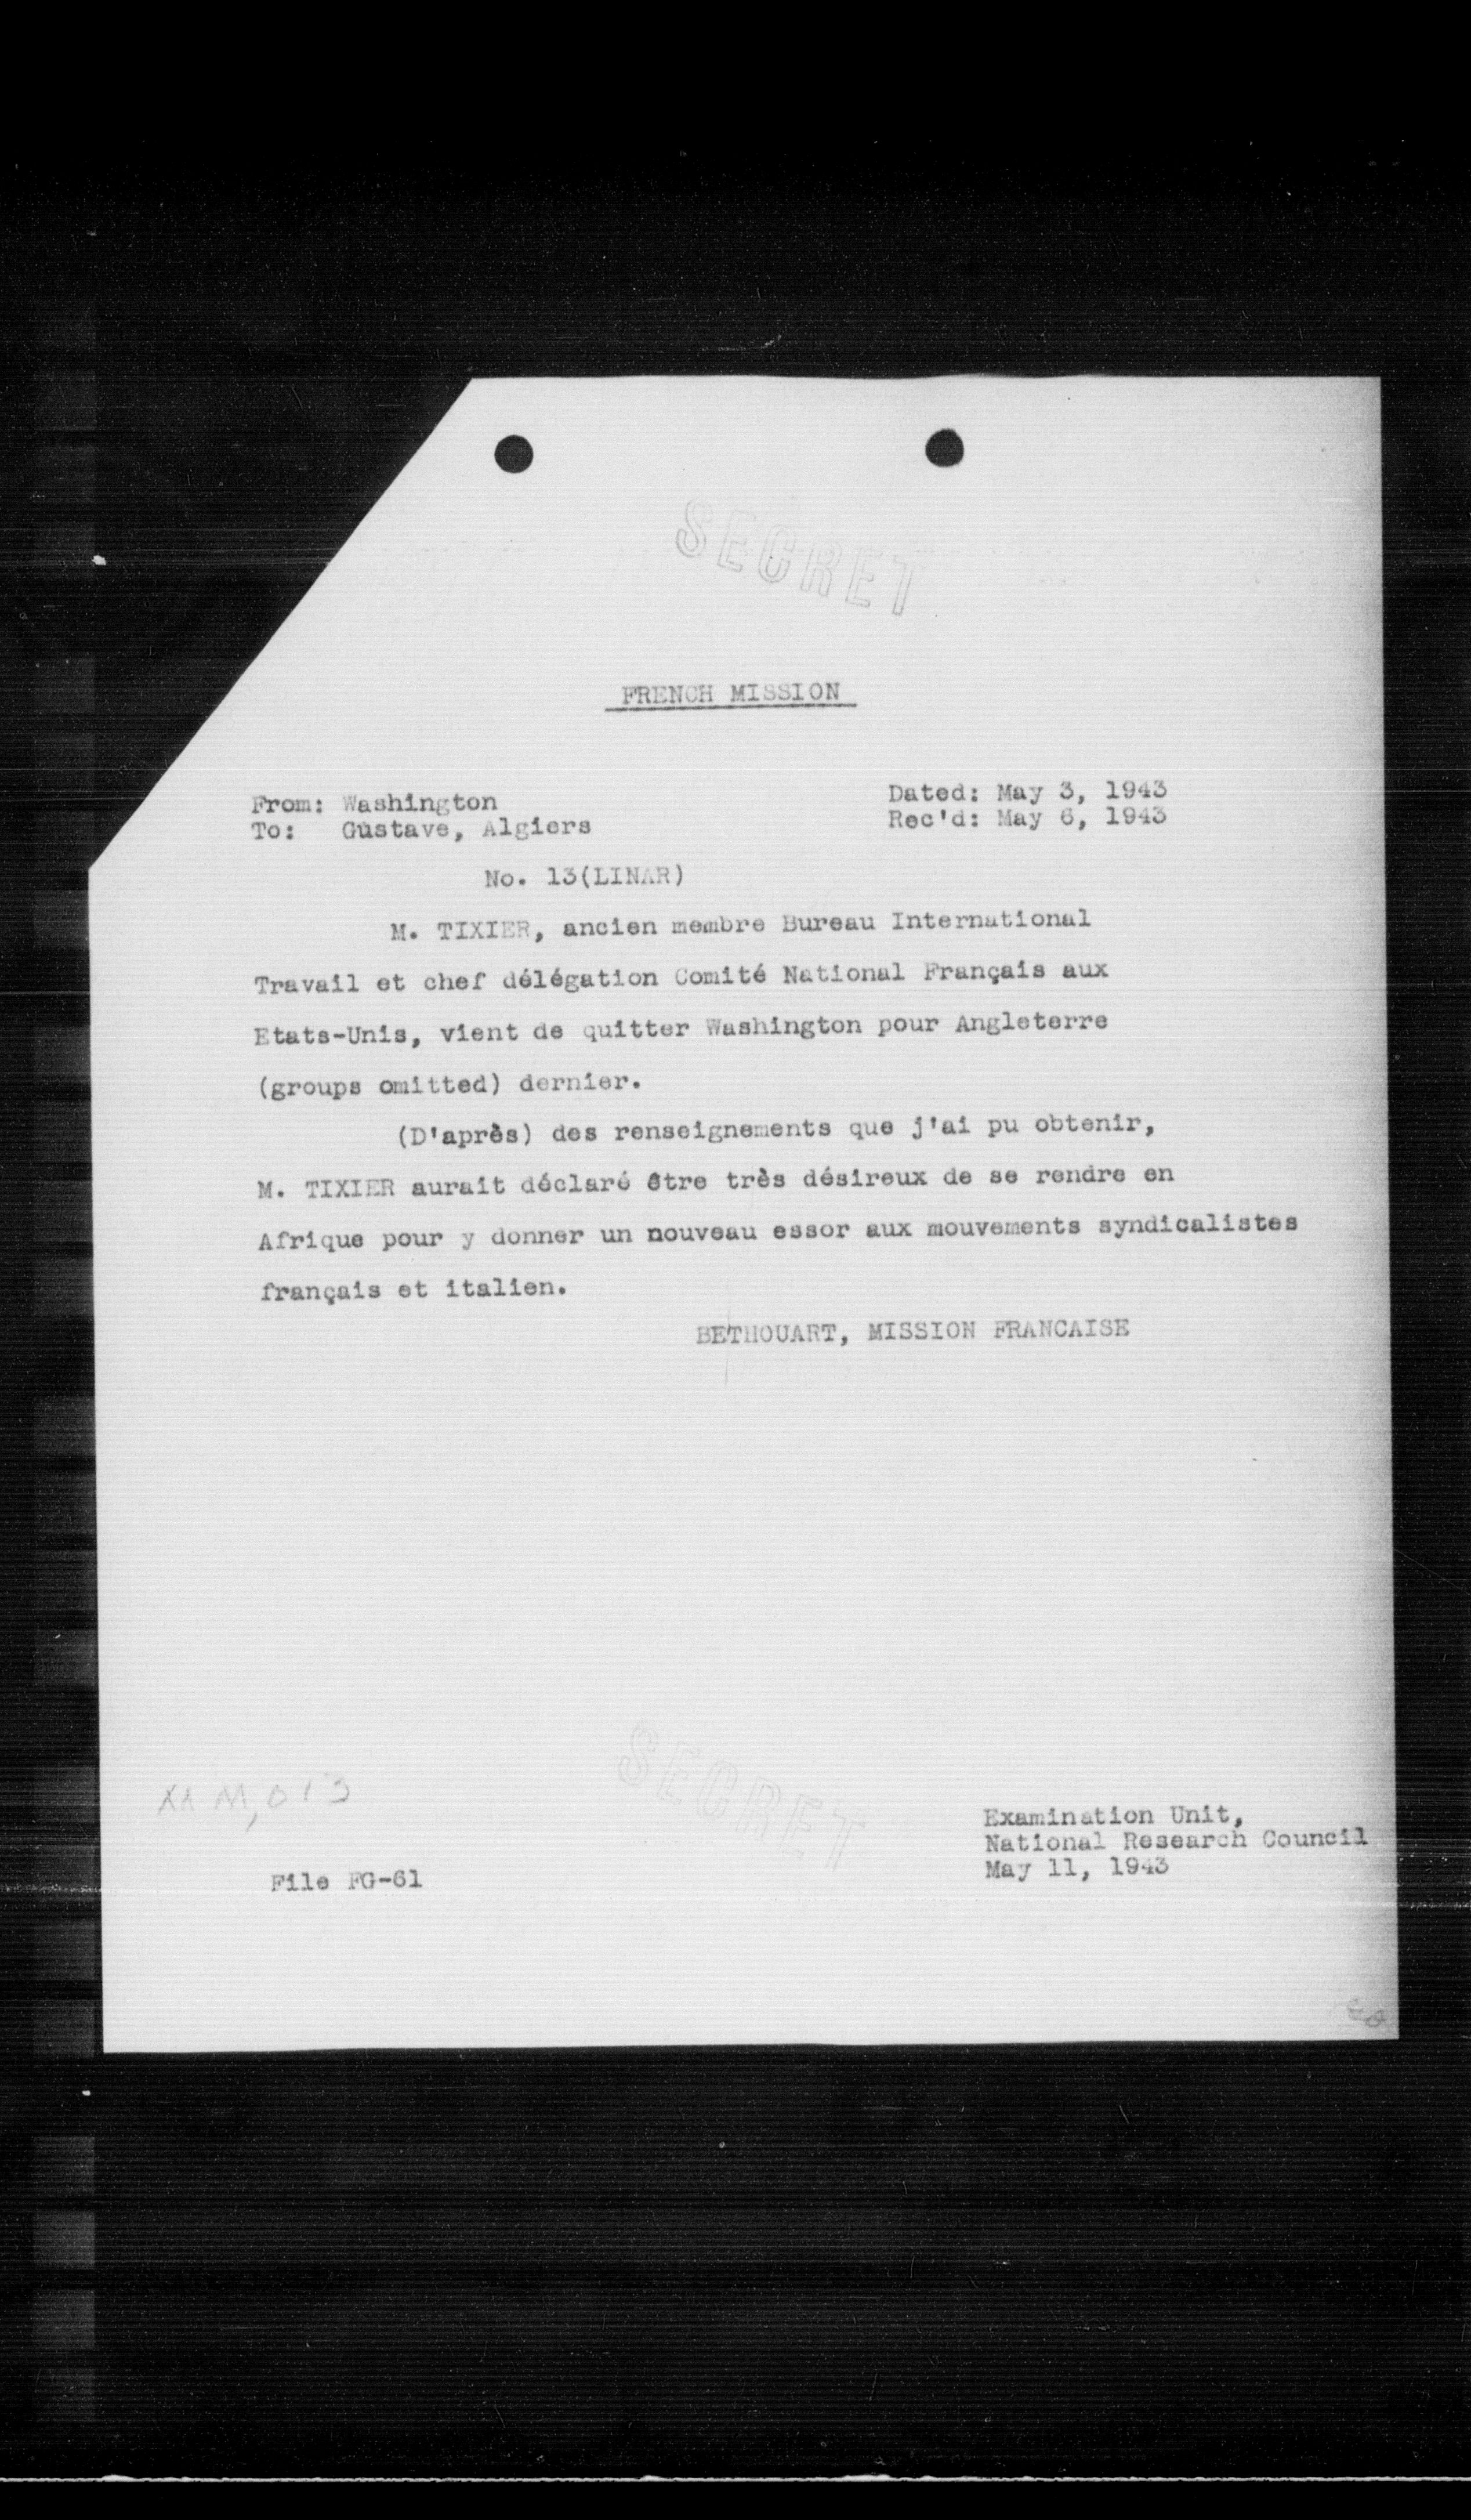 SECRET
FRENCH MISSION
From: Washington
To: Gustave, Algiers
Dated: May 3, 1943
Rec'd: May 6, 1943
No. 13(LINAR)
M. TIXIER, ancien membre Bureau International
Travail et chef délégation Comité National Français aux
Etats-Unis, vient de quitter Washington pour Angleterre
(groups omitted) dernier.
(D'après) des renseignements que j'ai pu obtenir,
M. TIXIER aurait déclaré être très désireux de se rendre en
Afrique pour y donner un nouveau essor aux mouvements syndicalistes
français et italien.
BETHOUART, MISSION FRANCAISE
SECRET
Examination Unit,
National Research Council
May 11, 1943
File FG-61